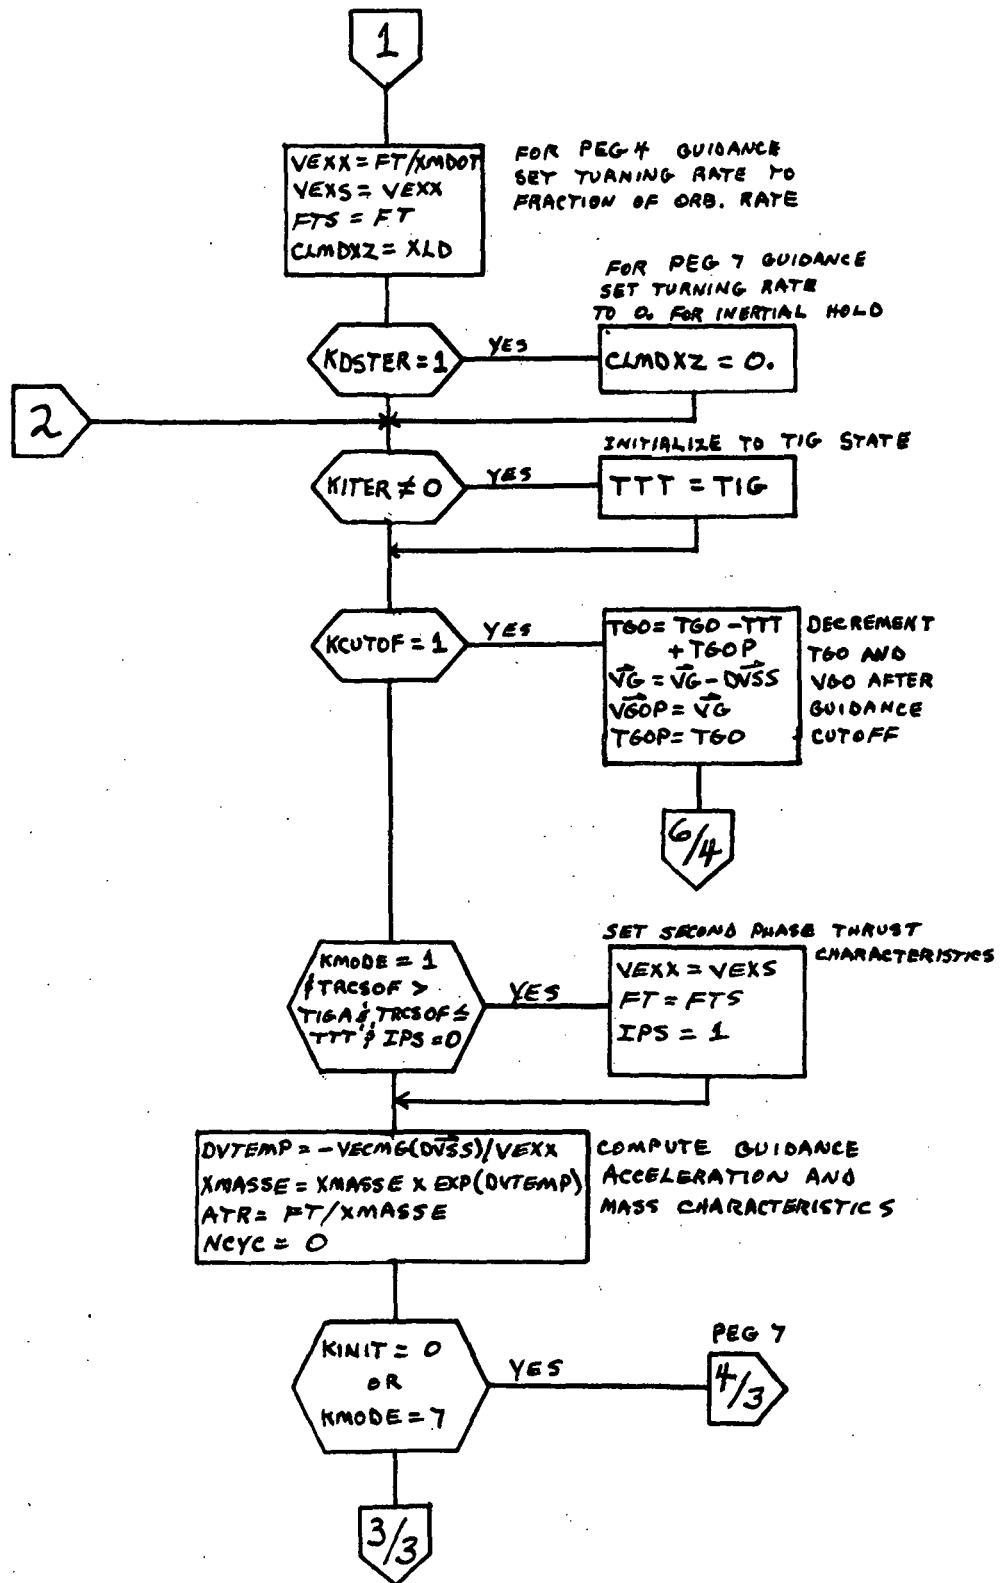 1
VEXX = FT/XMDOT
VEXS = VEXX
FTS = FT
CLMDXZ = XLD
FOR PEG 4 GUIDANCE
SET TURNING RATE TO
FRACTION OF ORB. RATE
FOR PEG 7 GUIDANCE
SET TURNING RATE
TO 0. FOR INERTIAL HOLD
KDSTER = 1
YES
CLMDXZ = 0.
2
INITIALIZE TO TIG STATE
KITER ≠ 0
YES
TTT = TIG
KCUTOF = 1
YES
TGO = TGO - TTT
+ TGOP
VG = VG - DVSS
VGOP = VG
TGOP = TGO
DECREMENT
TGO AND
VGO AFTER
GUIDANCE
CUTOFF
6/4
SET SECOND PHASE THRUST
CHARACTERISTICS
KMODE = 1
& TRCSOF >
TIGA & TRCSOF ≤
TTT & IPS = 0
YES
VEXX = VEXS
FT = FTS
IPS = 1
DVTEMP = -VECMG(DVSS)/VEXX
XMASSE = XMASSE X EXP(DVTEMP)
ATR = FT/XMASSE
NCYC = 0
COMPUTE GUIDANCE
ACCELERATION AND
MASS CHARACTERISTICS
KINIT = 0
OR
KMODE = 7
YES
PEG 7
4/3
3/3